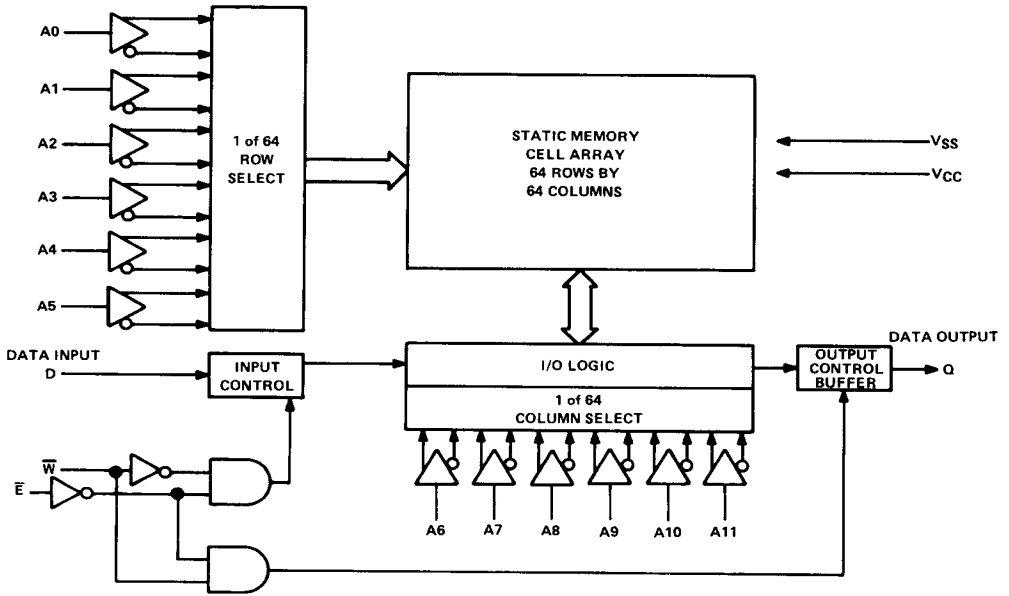 A0
A1
A2
A3
A4
A5
1 of 64
ROW
SELECT
STATIC MEMORY
CELL ARRAY
64 ROWS BY
64 COLUMNS
VSS
VCC
DATA INPUT
D
INPUT
CONTROL
I/O LOGIC
1 of 64
COLUMN SELECT
OUTPUT
CONTROL
BUFFER
DATA OUTPUT
Q
W̅
E̅
A6
A7
A8
A9
A10
A11